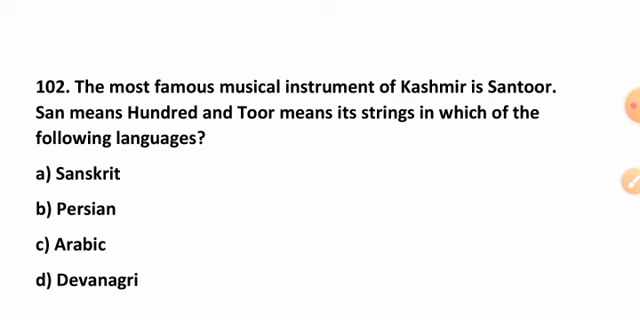 102. The most famous musical instrument of Kashmir is Santoor.
San means Hundred and Toor means its strings in which of the
following languages?
a) Sanskrit
b) Persian
c) Arabic
d) Devanagri